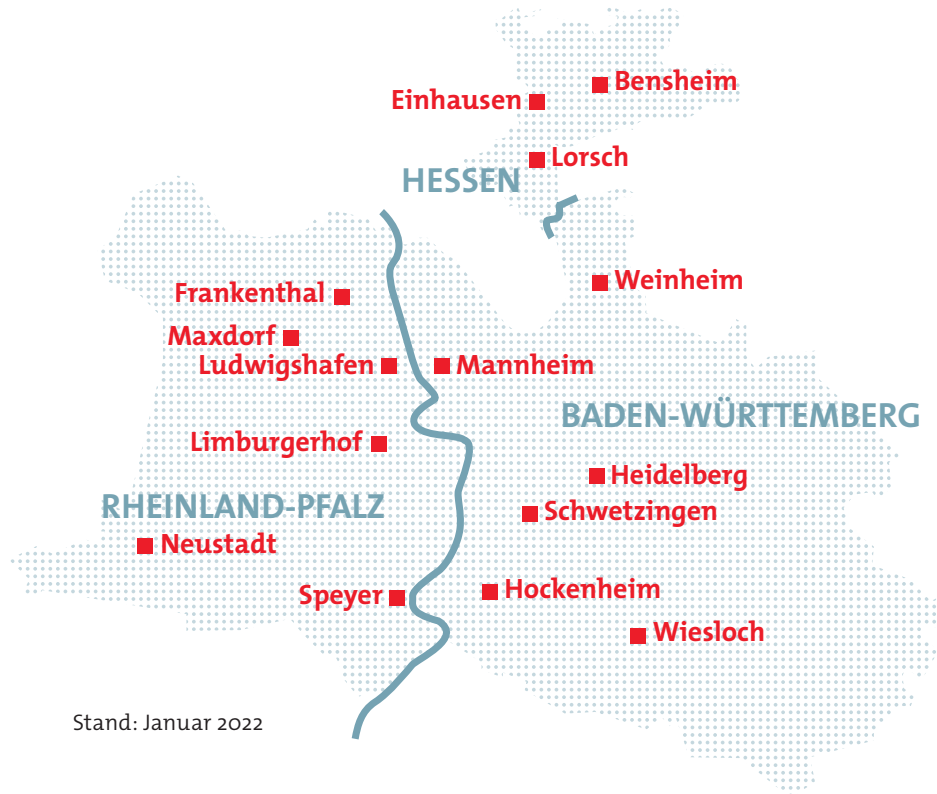 Bensheim
Einhausen
Lorsch
HESSEN
Weinheim
Frankenthal
Maxdorf
Ludwigshafen
Mannheim
BADEN-WÜRTTEMBERG
Limburgerhof
Heidelberg
RHEINLAND-PFALZ
Schwetzingen
Neustadt
Speyer
Hockenheim
Wiesloch
Stand: Januar 2022